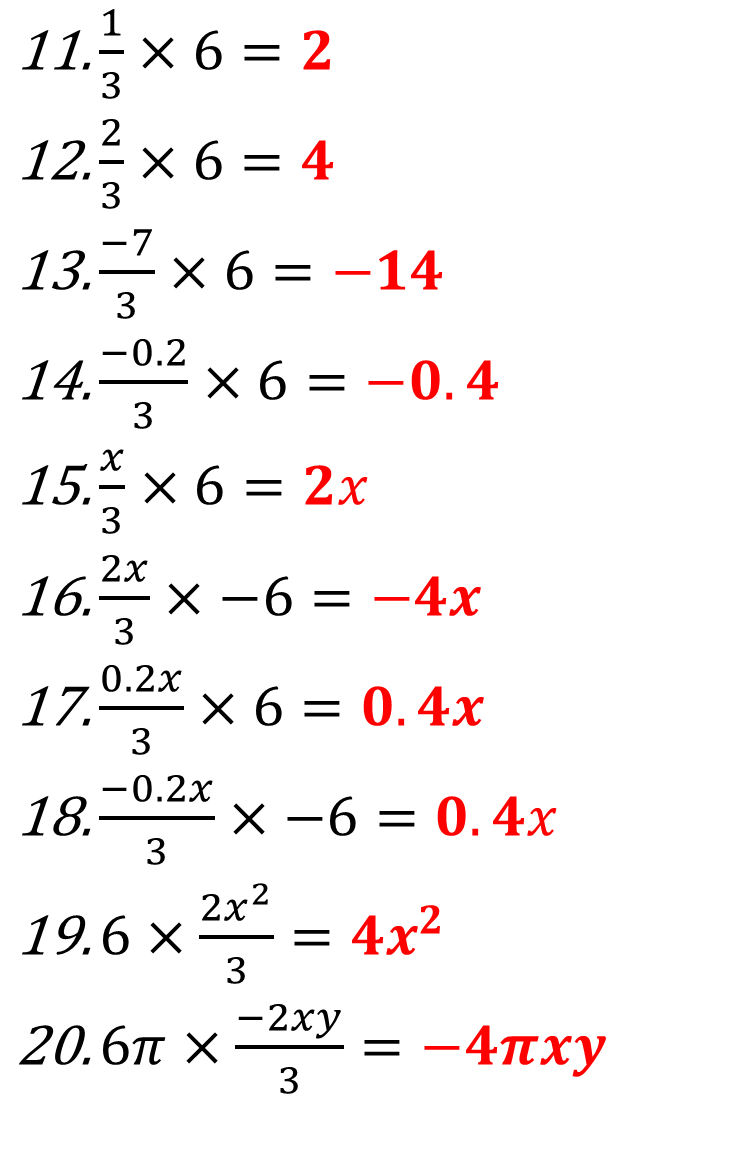 11. 1/3 × 6 = 2
12. 2/3 × 6 = 4
13. −7/3 × 6 = −14
14. −0.2/3 × 6 = −0.4
15. x/3 × 6 = 2x
16. 2x/3 × −6 = −4x
17. 0.2x/3 × 6 = 0.4x
18. −0.2x/3 × −6 = 0.4x
19. 6 × 2x²/3 = 4x²
20. 6π × −2xy/3 = −4πxy